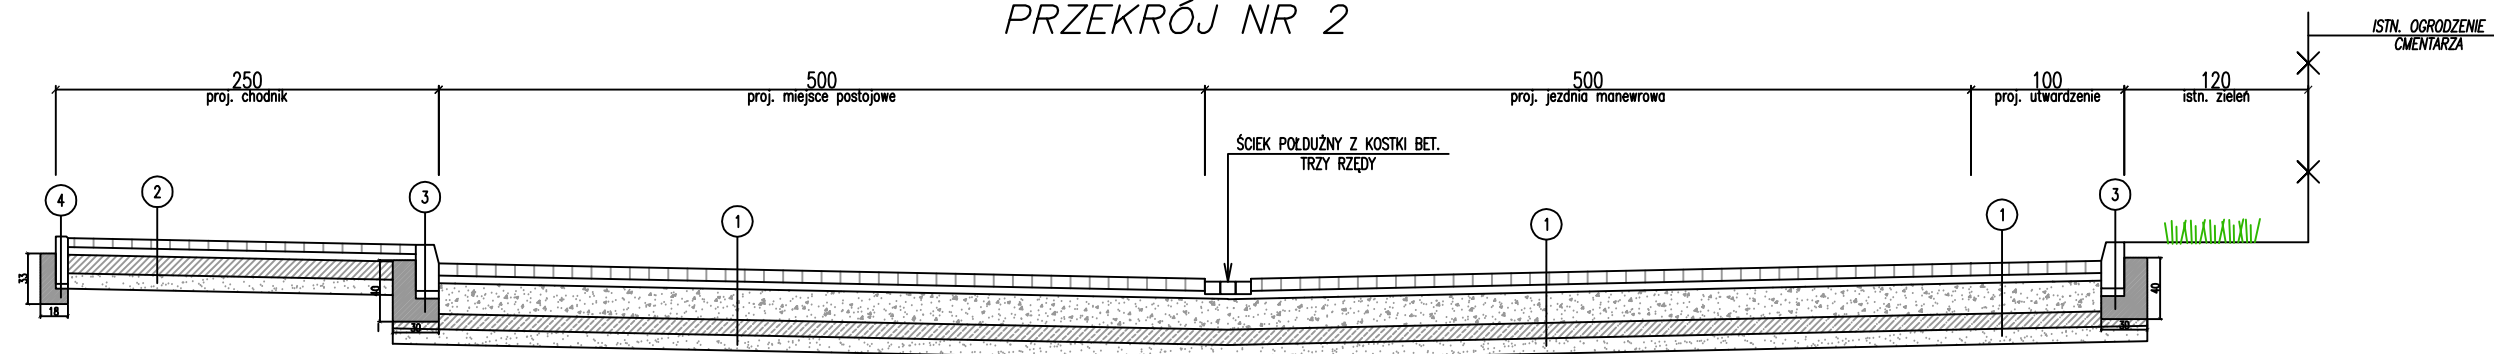 PRZEKRÓJ NR 2
ISTN. OGRODZENIE
CMENTARZA
250
proj. chodnik
500
proj. miejsce postojowe
500
proj. jezdnia manewrowa
100
proj. utwardzenie
120
istn. zieleń
ŚCIEK POŁDUŻNY Z KOSTKI BET.
TRZY RZĘDY
4
2
3
1
1
1
3
33
18
40
30
40
30